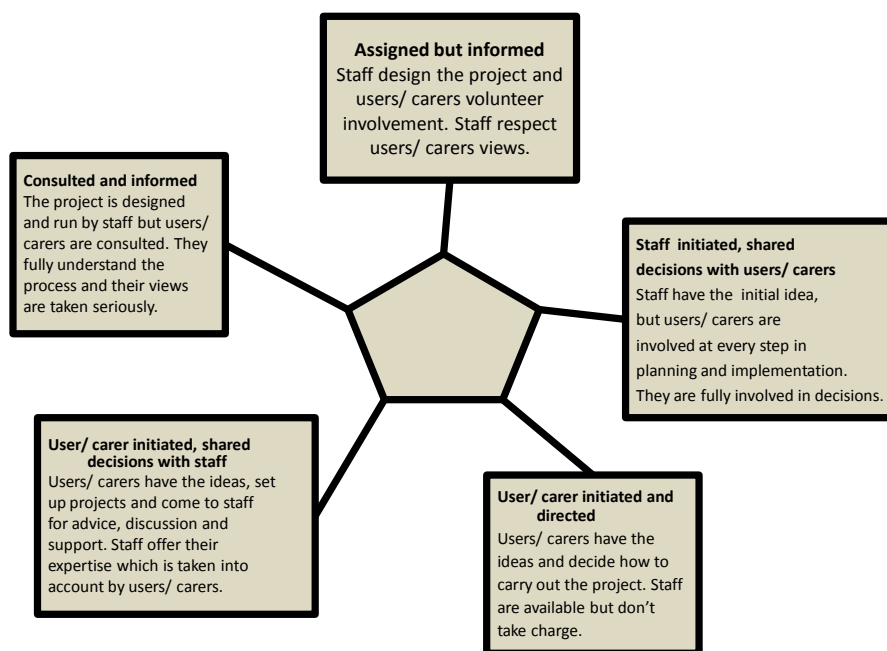 Assigned but informed
Staff design the project and
users/ carers volunteer
involvement. Staff respect
users/ carers views.
Consulted and informed
The project is designed
and run by staff but users/
carers are consulted. They
fully understand the
process and their views
are taken seriously.
Staff initiated, shared
decisions with users/ carers
Staff have the initial idea,
but users/ carers are
involved at every step in
planning and implementation.
They are fully involved in decisions.
User/ carer initiated, shared
decisions with staff
Users/ carers have the ideas, set
up projects and come to staff
for advice, discussion and
support. Staff offer their
expertise which is taken into
account by users/ carers.
User/ carer initiated and
directed
Users/ carers have the
ideas and decide how to
carry out the project. Staff
are available but don’t
take charge.